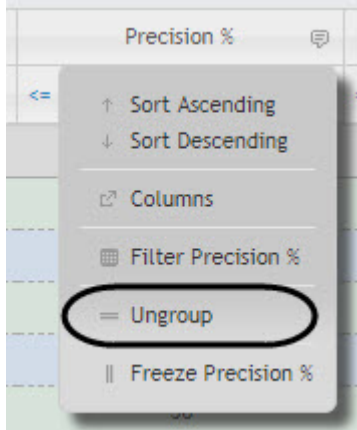 Precision %
<=
Sort Ascending
Sort Descending
Columns
Filter Precision %
Ungroup
Freeze Precision %